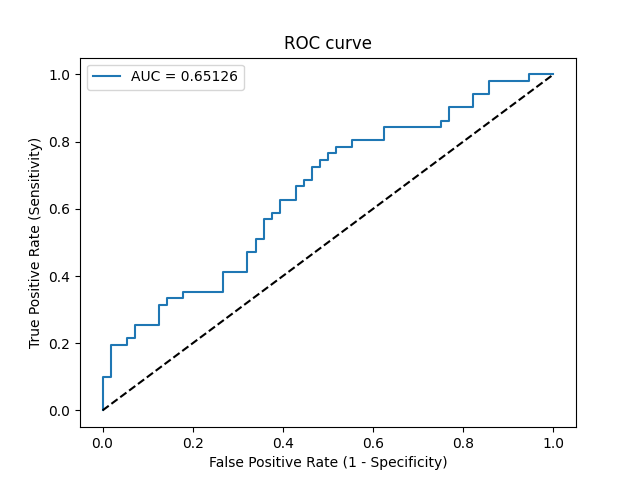 ROC curve
AUC = 0.65126
1.0
0.8
0.6
0.4
0.2
0.0
True Positive Rate (Sensitivity)
0.0 0.2 0.4 0.6 0.8 1.0
False Positive Rate (1 - Specificity)